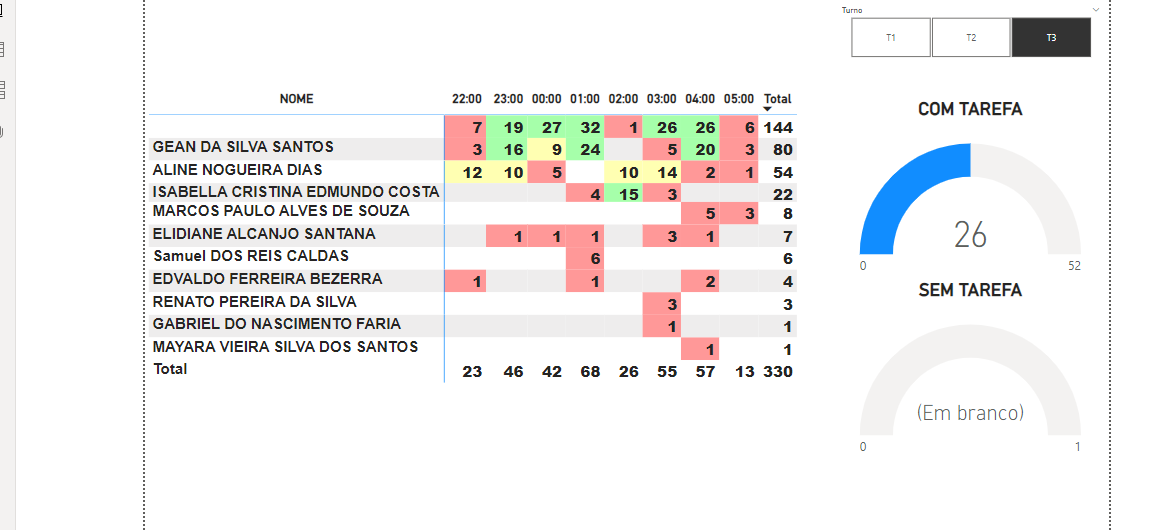 Turno
T1 T2 T3
NOME 22:00 23:00 00:00 01:00 02:00 03:00 04:00 05:00 Total
7 19 27 32 1 26 26 6 144
GEAN DA SILVA SANTOS 3 16 9 24 5 20 3 80
ALINE NOGUEIRA DIAS 12 10 5 10 14 2 1 54
ISABELLA CRISTINA EDMUNDO COSTA 4 15 3 22
MARCOS PAULO ALVES DE SOUZA 5 3 8
ELIDIANE ALCANJO SANTANA 1 1 1 3 1 7
Samuel DOS REIS CALDAS 6 6
EDVALDO FERREIRA BEZERRA 1 1 2 4
RENATO PEREIRA DA SILVA 3 3
GABRIEL DO NASCIMENTO FARIA 1 1
MAYARA VIEIRA SILVA DOS SANTOS 1 1
Total 23 46 42 68 26 55 57 13 330
COM TAREFA
26
0 52
SEM TAREFA
(Em branco)
0 1